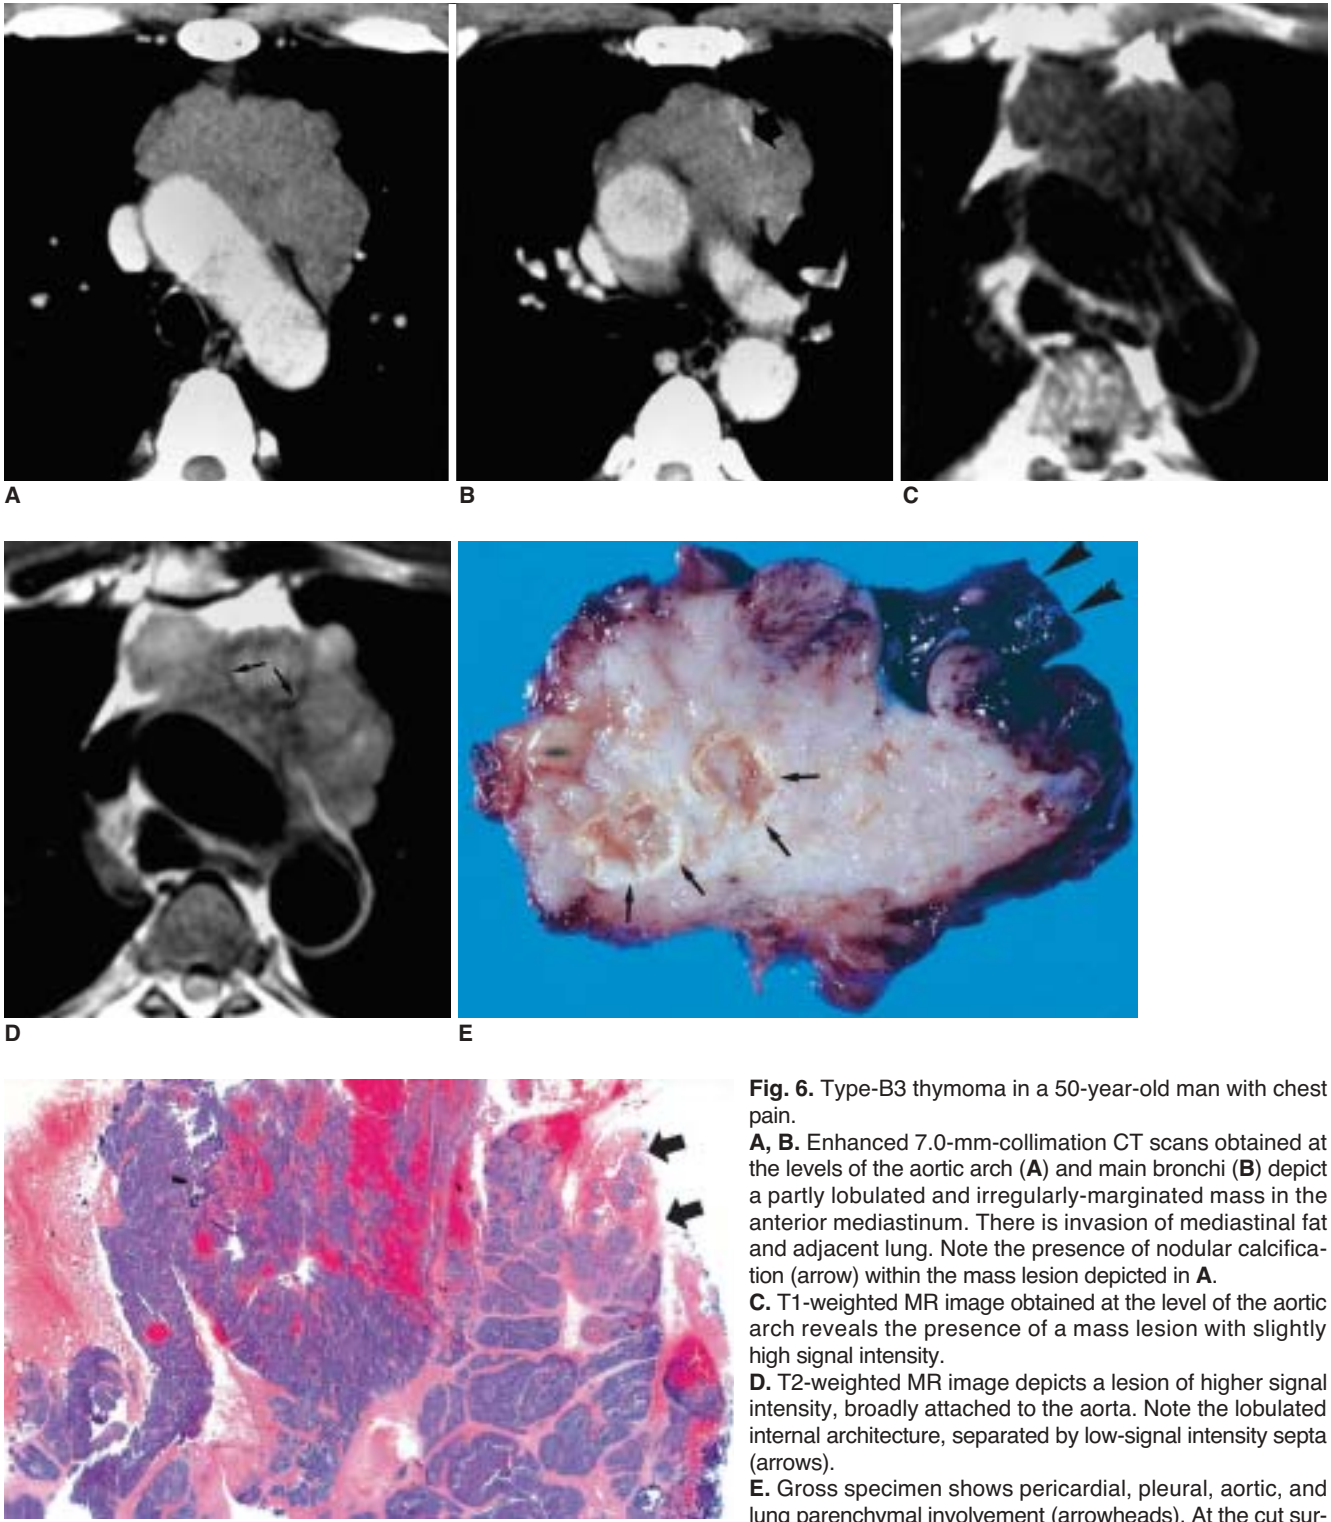 A
B
C
D
E
Fig. 6. Type-B3 thymoma in a 50-year-old man with chest
pain.
A, B. Enhanced 7.0-mm-collimation CT scans obtained at
the levels of the aortic arch (A) and main bronchi (B) depict
a partly lobulated and irregularly-marginated mass in the
anterior mediastinum. There is invasion of mediastinal fat
and adjacent lung. Note the presence of nodular calcifica-
tion (arrow) within the mass lesion depicted in A.
C. T1-weighted MR image obtained at the level of the aortic
arch reveals the presence of a mass lesion with slightly
high signal intensity.
D. T2-weighted MR image depicts a lesion of higher signal
intensity, broadly attached to the aorta. Note the lobulated
internal architecture, separated by low-signal intensity septa
(arrows).
E. Gross specimen shows pericardial, pleural, aortic, and
lung parenchymal involvement (arrowheads). At the cut sur-